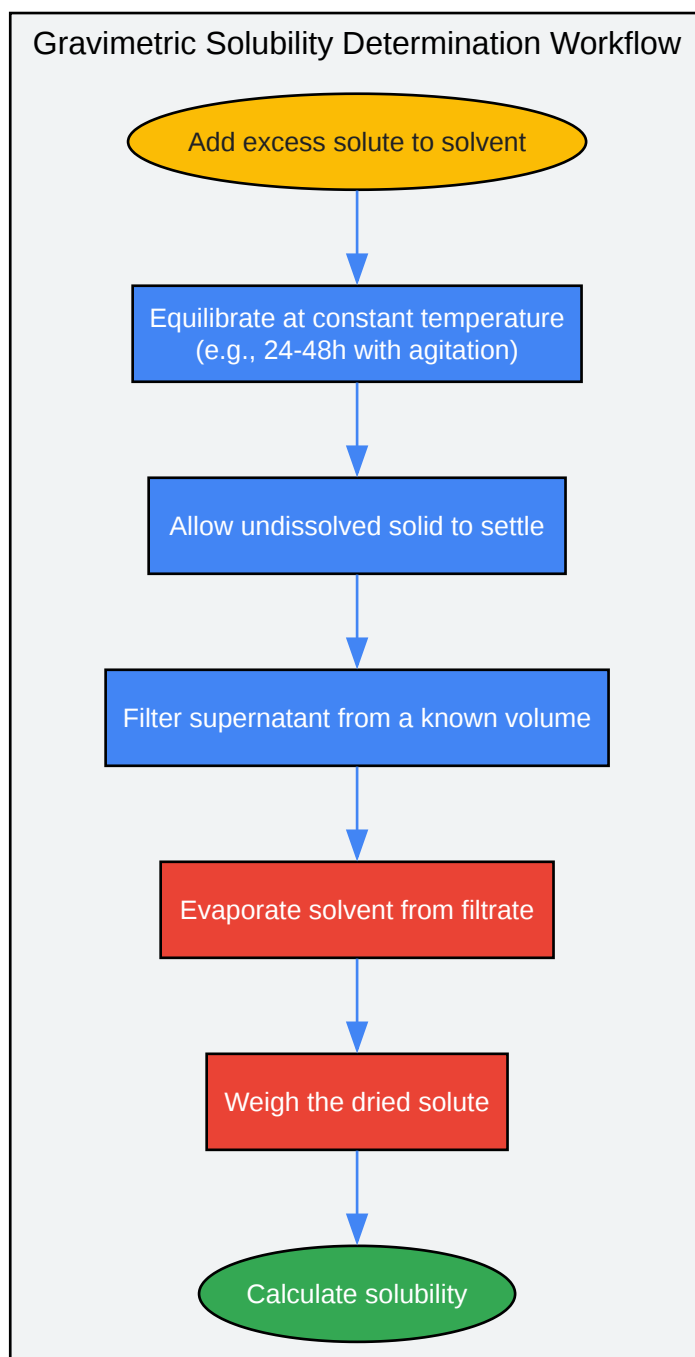 Gravimetric Solubility Determination Workflow
Add excess solute to solvent
Equilibrate at constant temperature
(e.g., 24-48h with agitation)
Allow undissolved solid to settle
Filter supernatant from a known volume
Evaporate solvent from filtrate
Weigh the dried solute
Calculate solubility